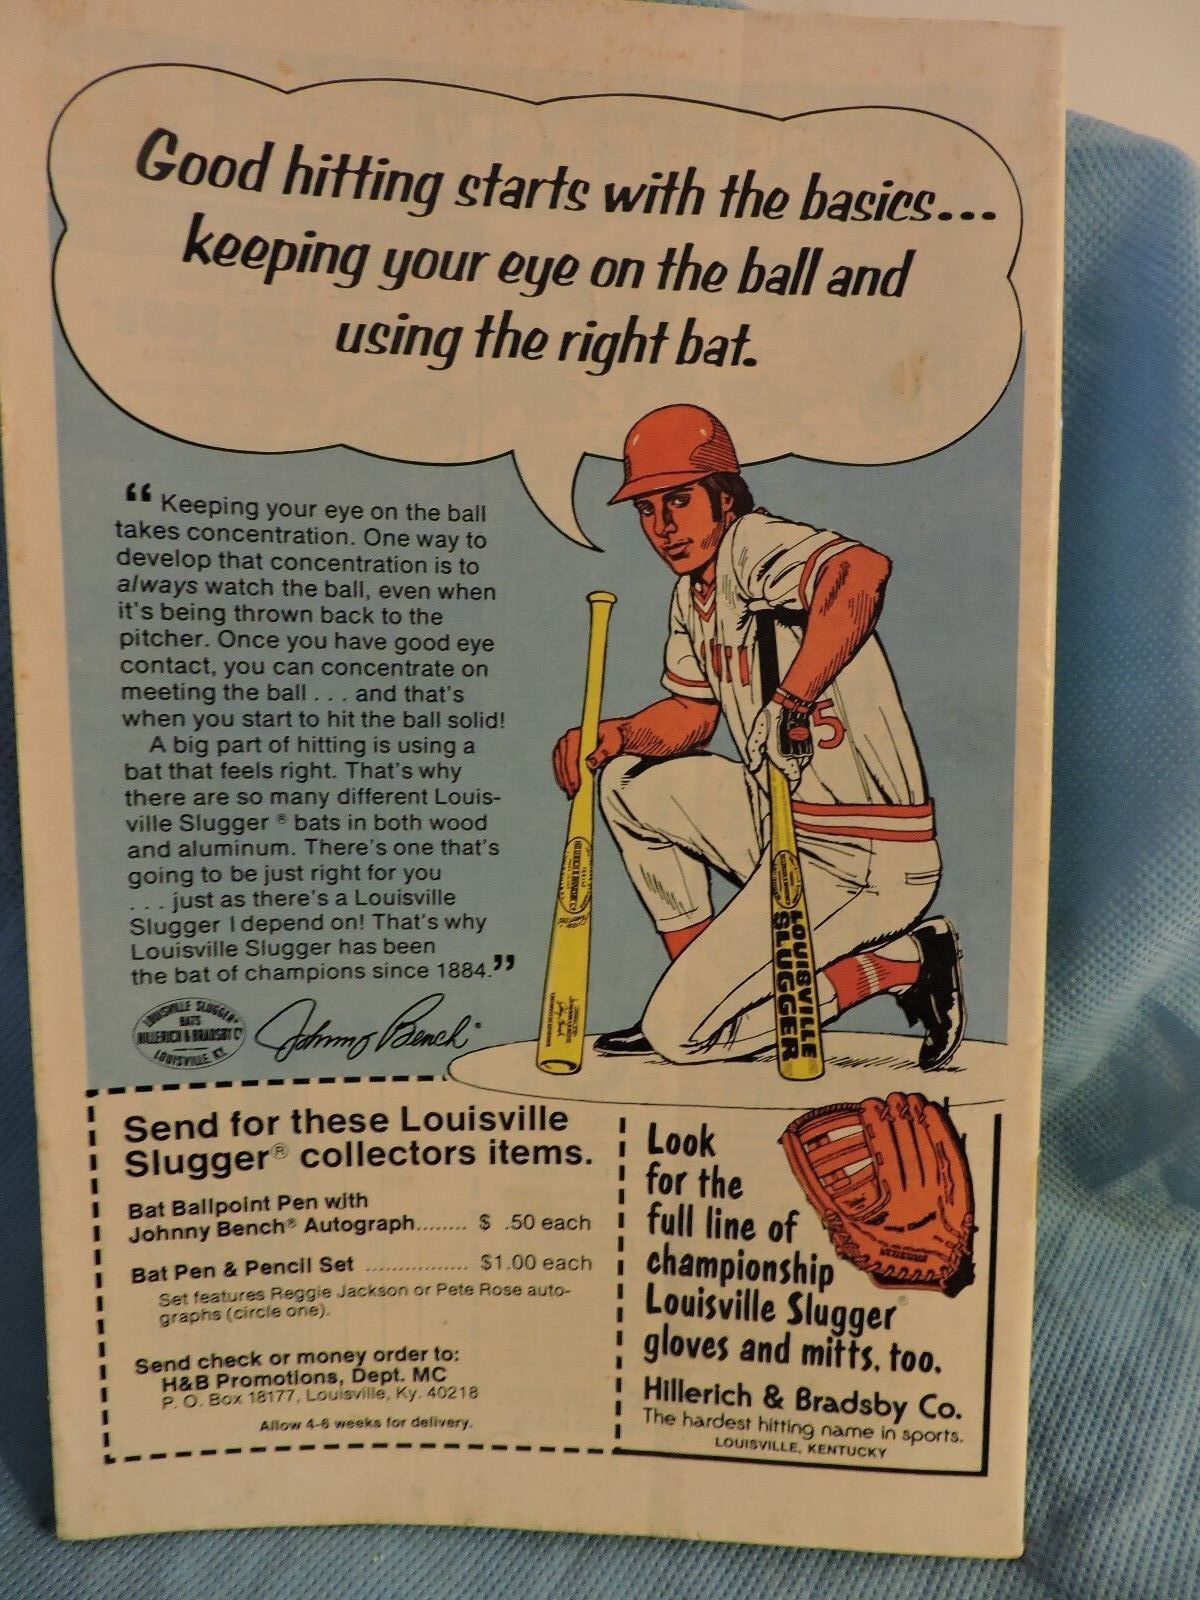 Good hitting starts with the basics...
keeping your eye on the ball and
using the right bat.
“Keeping your eye on the ball
takes concentration. One way to
develop that concentration is to
always watch the ball, even when
it's being thrown back to the
pitcher. Once you have good eye
contact, you can concentrate on
meeting the ball . . . and that's
when you start to hit the ball solid!
A big part of hitting is using a
bat that feels right. That's why
there are so many different Louis-
ville Slugger ® bats in both wood
and aluminum. There's one that's
going to be just right for you
. . . just as there's a Louisville
Slugger I depend on! That's why
Louisville Slugger has been
the bat of champions since 1884.”
LOUISVILLE SLUGGER
BATS
HILLERICH & BRADSBY Co
LOUISVILLE KY.
Johnny Bench
5
LOUISVILLE
SLUGGER
Send for these Louisville
Slugger® collectors items.
Bat Ballpoint Pen with
Johnny Bench® Autograph........ $ .50 each
Bat Pen & Pencil Set ................. $1.00 each
Set features Reggie Jackson or Pete Rose auto-
graphs (circle one).
Send check or money order to:
H&B Promotions, Dept. MC
P. O. Box 18177, Louisville, Ky. 40218
Allow 4-6 weeks for delivery.
Look
for the
full line of
championship
Louisville Slugger®
gloves and mitts, too.
Hillerich & Bradsby Co.
The hardest hitting name in sports.
LOUISVILLE, KENTUCKY